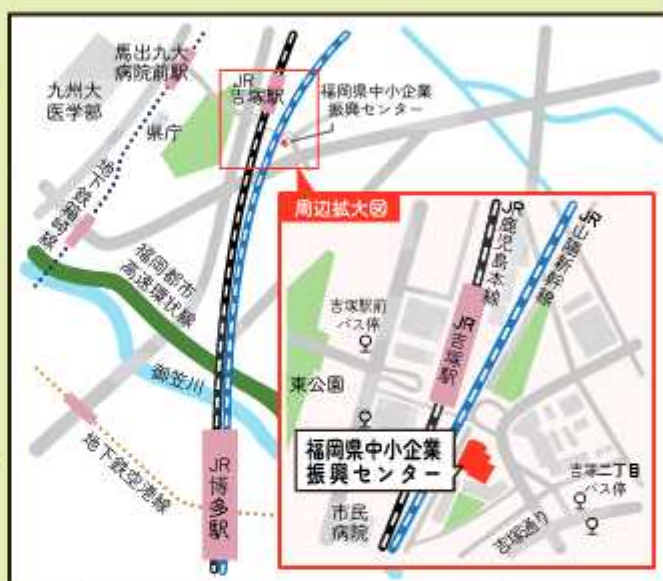 馬出九大
病院前駅
九州大
医学部
県庁
JR
吉塚駅
福岡県中小企業
振興センター
地下鉄箱崎線
周辺拡大図
福岡都市
高速環状線
御笠川
地下鉄空港線
JR
博多駅
JR鹿児島本線
JR山陽新幹線
吉塚駅前
バス停
JR吉塚駅
東公園
福岡県中小企業
振興センター
市民
病院
吉塚二丁目
バス停
吉塚通り